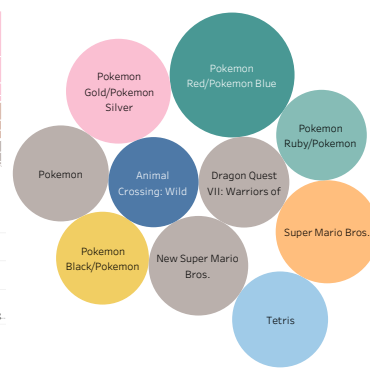 Pokemon
Gold/Pokemon
Silver
Pokemon
Red/Pokemon Blue
Pokemon
Ruby/Pokemon
Pokemon
Animal
Crossing: Wild
Dragon Quest
VII: Warriors of
Super Mario Bros.
Pokemon
Black/Pokemon
New Super Mario
Bros.
Tetris